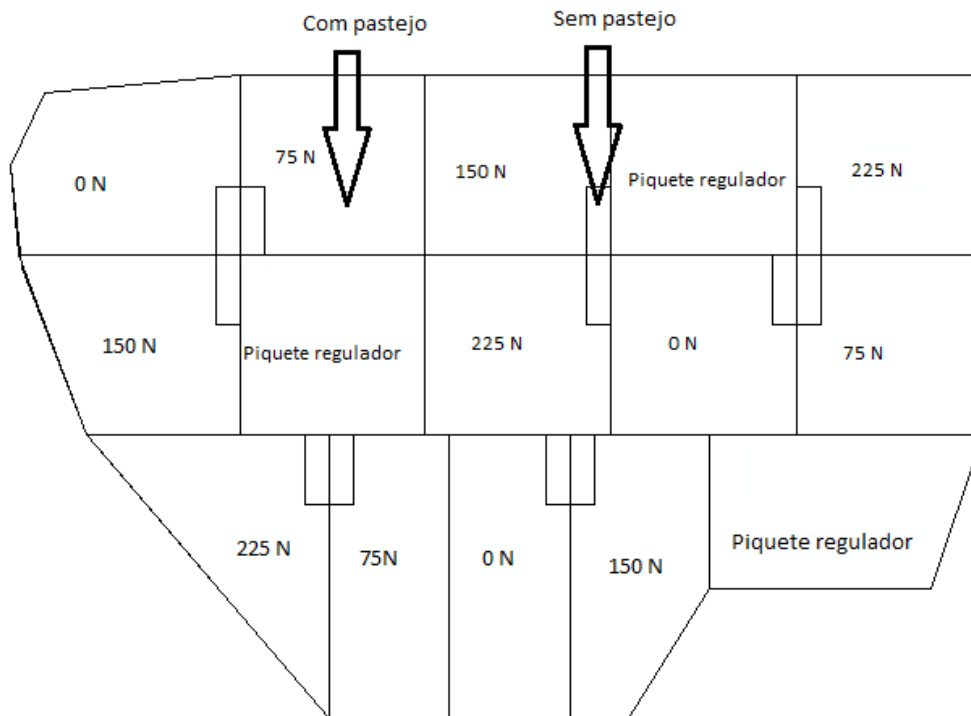 Com pastejo
Sem pastejo
0 N
75 N
150 N
Piquete regulador
225 N
150 N
Piquete regulador
225 N
0 N
75 N
225 N
75N
0 N
150 N
Piquete regulador